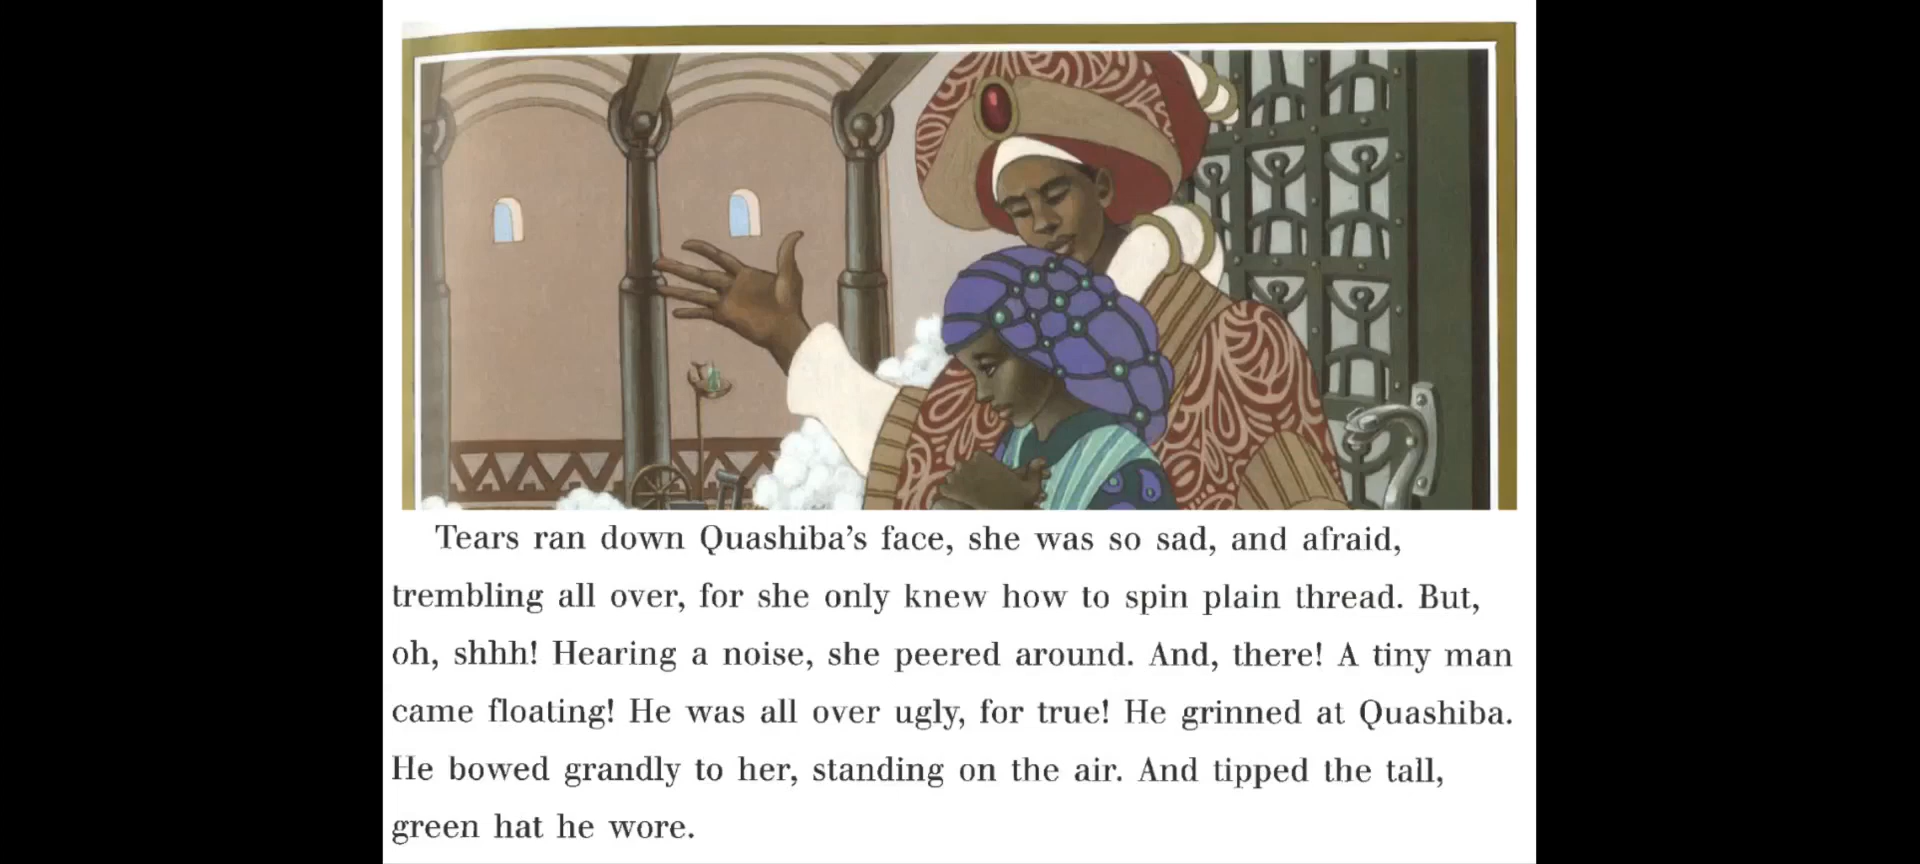 Tears ran down Quashiba’s face, she was so sad, and afraid,
trembling all over, for she only knew how to spin plain thread. But,
oh, shhh! Hearing a noise, she peered around. And, there! A tiny man
came floating! He was all over ugly, for true! He grinned at Quashiba.
He bowed grandly to her, standing on the air. And tipped the tall,
green hat he wore.